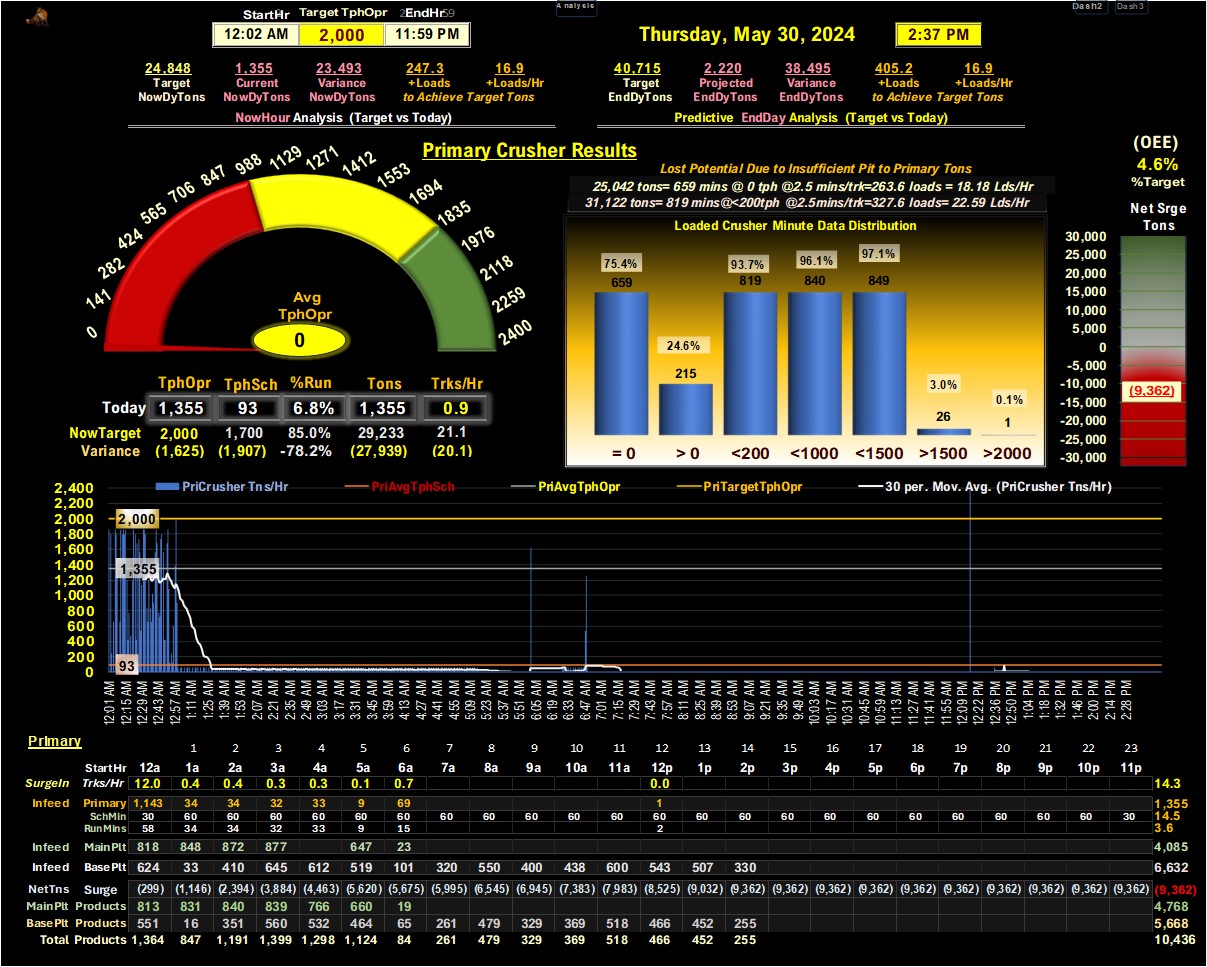 Analysis
Dash2 Dash3
StartHr Target TphOpr EndHr
12:02 AM 2,000 11:59 PM
Thursday, May 30, 2024 2:37 PM
24,848 1,355 23,493 247.3 16.9
Target Current Variance +Loads +Loads/Hr
NowDyTons NowDyTons NowDyTons to Achieve Target Tons
NowHour Analysis (Target vs Today)
40,715 2,220 38,495 405.2 16.9
Target Projected Variance +Loads +Loads/Hr
EndDyTons EndDyTons EndDyTons to Achieve Target Tons
Predictive EndDay Analysis (Target vs Today)
Primary Crusher Results
0 141 282 424 565 706 847 988 1129 1271 1412 1553 1694 1835 1976 2118 2259 2400
Avg
TphOpr
0
TphOpr TphSch %Run Tons Trks/Hr
Today 1,355 93 6.8% 1,355 0.9
NowTarget 2,000 1,700 85.0% 29,233 21.1
Variance (1,625) (1,907) -78.2% (27,939) (20.1)
Lost Potential Due to Insufficient Pit to Primary Tons
25,042 tons= 659 mins @ 0 tph @2.5 mins/trk=263.6 loads = 18.18 Lds/Hr
31,122 tons= 819 mins@<200tph @2.5mins/trk=327.6 loads= 22.59 Lds/Hr
Loaded Crusher Minute Data Distribution
75.4% 24.6% 93.7% 96.1% 97.1% 3.0% 0.1%
659 215 819 840 849 26 1
= 0 > 0 <200 <1000 <1500 >1500 >2000
(OEE)
4.6%
%Target
Net Srge
Tons
30,000
25,000
20,000
15,000
10,000
5,000
0
-5,000
-10,000
(9,362)
-15,000
-20,000
-25,000
-30,000
PriCrusher Tns/Hr PriAvgTphSch PriAvgTphOpr PriTargetTphOpr 30 per. Mov. Avg. (PriCrusher Tns/Hr)
2,400
2,200
2,000 2,000
1,800
1,600
1,400 1,355
1,200
1,000
800
600
400
200 93
0
12:01 AM 12:15 AM 12:29 AM 12:43 AM 12:57 AM 1:11 AM 1:25 AM 1:39 AM 1:53 AM 2:07 AM 2:21 AM 2:35 AM 2:49 AM 3:03 AM 3:17 AM 3:31 AM 3:45 AM 3:59 AM 4:13 AM 4:27 AM 4:41 AM 4:55 AM 5:09 AM 5:23 AM 5:37 AM 5:51 AM 6:05 AM 6:19 AM 6:33 AM 6:47 AM 7:01 AM 7:15 AM 7:29 AM 7:43 AM 7:57 AM 8:11 AM 8:25 AM 8:39 AM 8:53 AM 9:07 AM 9:21 AM 9:35 AM 9:49 AM 10:03 AM 10:17 AM 10:31 AM 10:45 AM 10:59 AM 11:13 AM 11:27 AM 11:41 AM 11:55 AM 12:09 PM 12:22 PM 12:36 PM 12:50 PM 1:04 PM 1:18 PM 1:32 PM 1:46 PM 2:00 PM 2:14 PM 2:28 PM
Primary
1 2 3 4 5 6 7 8 9 10 11 12 13 14 15 16 17 18 19 20 21 22 23
StartHr 12a 1a 2a 3a 4a 5a 6a 7a 8a 9a 10a 11a 12p 1p 2p 3p 4p 5p 6p 7p 8p 9p 10p 11p
SurgeIn Trks/Hr 12.0 0.4 0.4 0.3 0.3 0.1 0.7 0.0 14.3
Infeed Primary 1,143 34 34 32 33 9 69 1 1,355
SchMin 30 60 60 60 60 60 60 60 60 60 60 60 60 60 60 60 60 60 60 60 60 60 60 30 14.5
RunMins 58 34 34 32 33 9 15 2 3.6
Infeed MainPlt 818 848 872 877 647 23 4,085
Infeed BasePlt 624 33 410 645 612 519 101 320 550 400 438 600 543 507 330 6,632
NetTns Surge (299) (1,146) (2,394) (3,884) (4,463) (5,620) (5,675) (5,995) (6,545) (6,945) (7,383) (7,983) (8,525) (9,032) (9,362) (9,362) (9,362) (9,362) (9,362) (9,362) (9,362) (9,362) (9,362) (9,362) (9,362)
MainPlt Products 813 831 840 839 766 660 19 4,768
BasePlt Products 551 16 351 560 532 464 65 261 479 329 369 518 466 452 255 5,668
Total Products 1,364 847 1,191 1,399 1,298 1,124 84 261 479 329 369 518 466 452 255 10,436